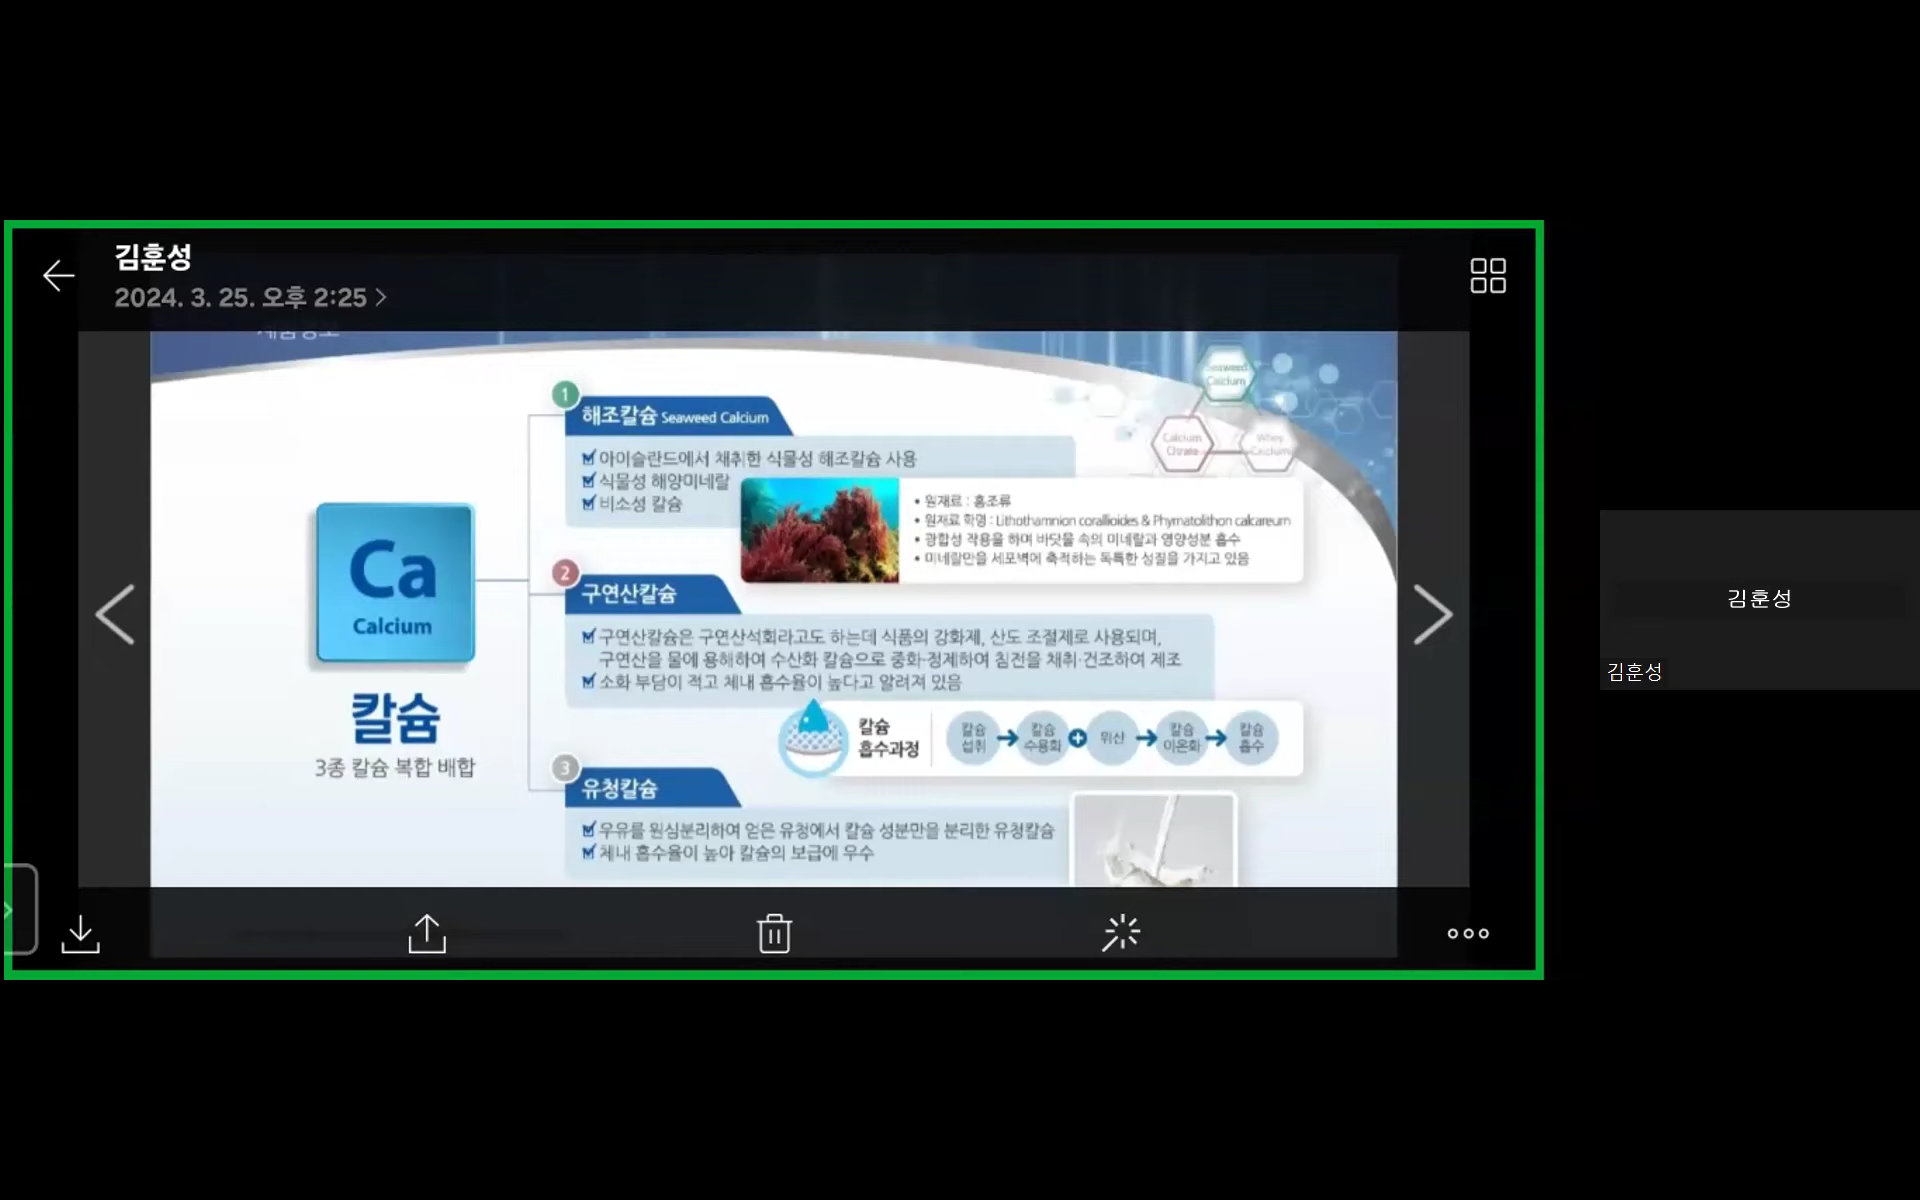 김훈성
2024. 3. 25. 오후 2:25
Seaweed
Calcium
Calcium
Citrate
Whey
Calcium
Ca
Calcium
칼슘
3종 칼슘 복합 배합
1
해조칼슘 Seaweed Calcium
아이슬란드에서 채취한 식물성 해조칼슘 사용
식물성 해양미네랄
비소성 칼슘
• 원재료 : 홍조류
• 원재료 학명 : Lithothamnion corallioides & Phymatolithon calcareum
• 광합성 작용을 하며 바닷물 속의 미네랄과 영양성분 흡수
• 미네랄만을 세포벽에 축적하는 독특한 성질을 가지고 있음
2
구연산칼슘
구연산칼슘은 구연산석회라고도 하는데 식품의 강화제, 산도 조절제로 사용되며,
구연산을 물에 용해하여 수산화 칼슘으로 중화·정제하여 침전을 채취·건조하여 제조
소화 부담이 적고 체내 흡수율이 높다고 알려져 있음
칼슘
흡수과정
칼슘
섭취
칼슘
수용화
위산
칼슘
이온화
칼슘
흡수
3
유청칼슘
우유를 원심분리하여 얻은 유청에서 칼슘 성분만을 분리한 유청칼슘
체내 흡수율이 높아 칼슘의 보급에 우수
김훈성
김훈성